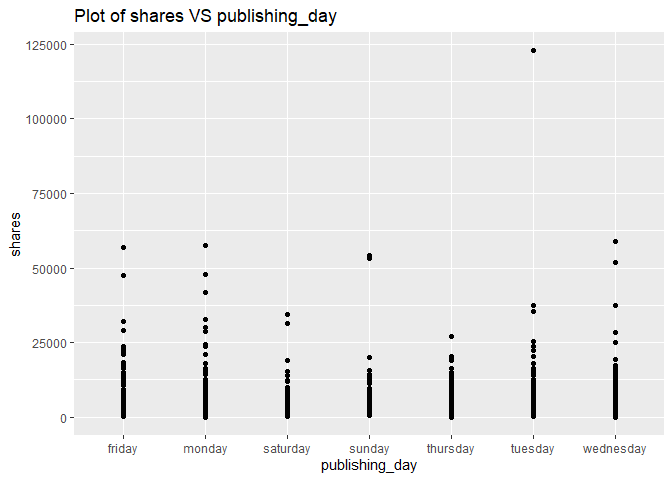 Plot of shares VS publishing_day
125000
100000
75000
50000
25000
0
shares
friday monday saturday sunday thursday tuesday wednesday
publishing_day